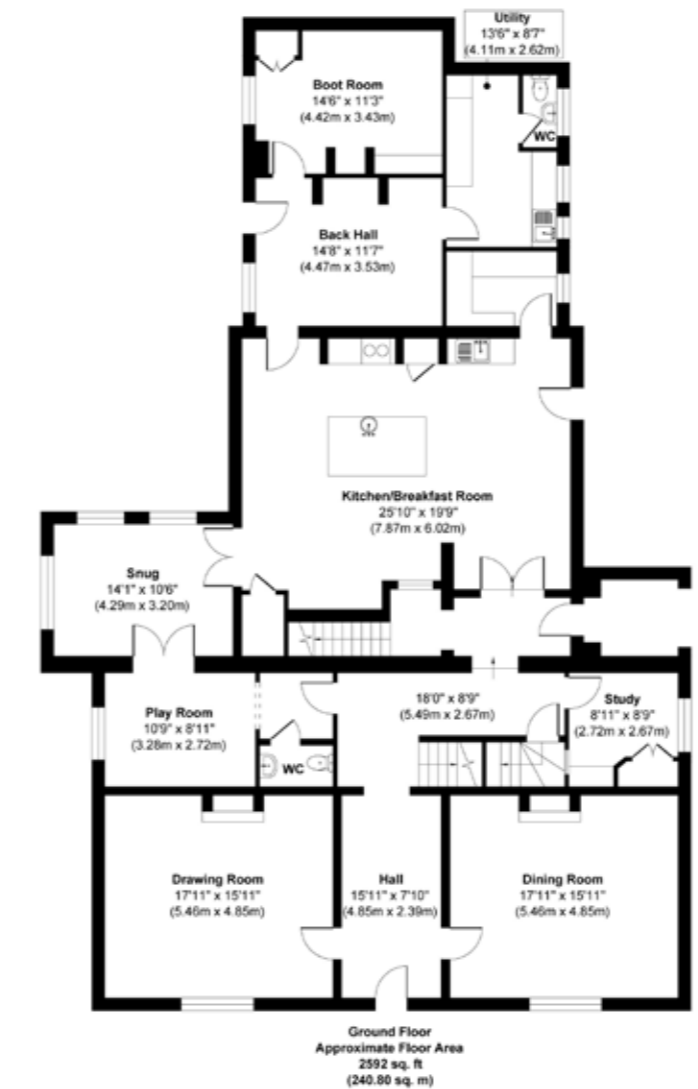 Utility
13'6" x 8'7"
(4.11m x 2.62m)
Boot Room
14'6" x 11'3"
(4.42m x 3.43m)
WC
Back Hall
14'8" x 11'7"
(4.47m x 3.53m)
Kitchen/Breakfast Room
25'10" x 19'9"
(7.87m x 6.02m)
Snug
14'1" x 10'6"
(4.29m x 3.20m)
Play Room
10'9" x 8'11"
(3.28m x 2.72m)
18'0" x 8'9"
(5.49m x 2.67m)
Study
8'11" x 8'9"
(2.72m x 2.67m)
WC
Drawing Room
17'11" x 15'11"
(5.46m x 4.85m)
Hall
15'11" x 7'10"
(4.85m x 2.39m)
Dining Room
17'11" x 15'11"
(5.46m x 4.85m)
Ground Floor
Approximate Floor Area
2592 sq. ft
(240.80 sq. m)